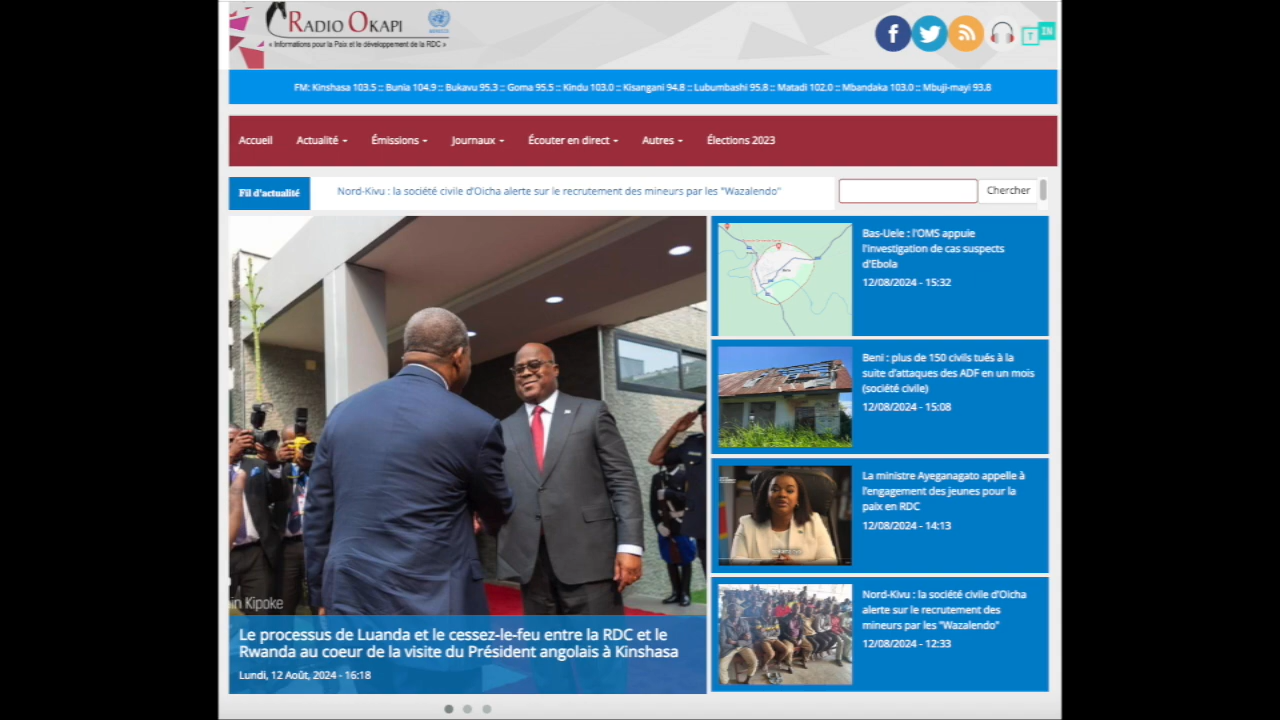 RADIO OKAPI
« Informations pour la Paix et le développement de la RDC »
FM: Kinshasa 103.5 :: Bunia 104.9 :: Bukavu 95.3 :: Goma 95.5 :: Kindu 103.0 :: Kisangani 94.8 :: Lubumbashi 95.8 :: Matadi 102.0 :: Mbandaka 103.0 :: Mbuji-mayi 93.8
Accueil Actualité Émissions Journaux Écouter en direct Autres Élections 2023
Fil d'actualité
Nord-Kivu : la société civile d'Oicha alerte sur le recrutement des mineurs par les "Wazalendo"
Chercher
Bas-Uele : l'OMS appuie
l'investigation de cas suspects
d'Ebola
12/08/2024 - 15:32
Beni : plus de 150 civils tués à la
suite d'attaques des ADF en un mois
(société civile)
12/08/2024 - 15:08
La ministre Ayeganagato appelle à
l'engagement des jeunes pour la
paix en RDC
12/08/2024 - 14:13
Nord-Kivu : la société civile d'Oicha
alerte sur le recrutement des
mineurs par les "Wazalendo"
12/08/2024 - 12:33
in Kipoke
Le processus de Luanda et le cessez-le-feu entre la RDC et le
Rwanda au coeur de la visite du Président angolais à Kinshasa
Lundi, 12 Août, 2024 - 16:18